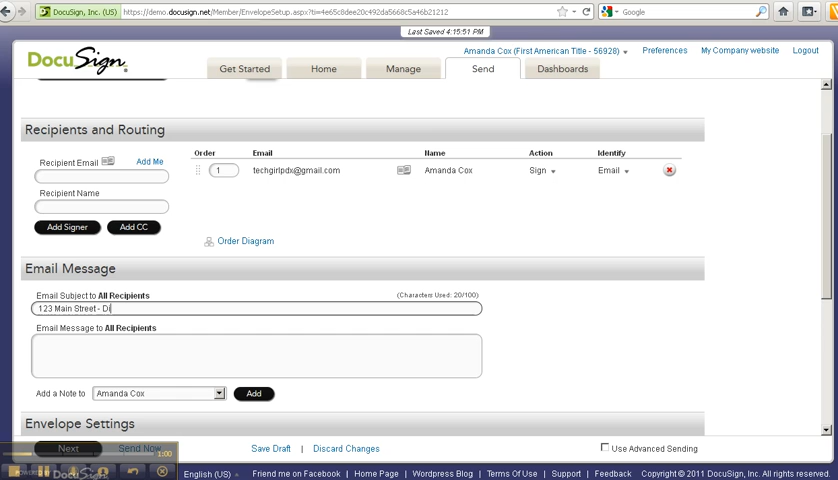 DocuSign, Inc. (US)
https://demo.docusign.net/Member/EnvelopeSetup.aspx?ti=4e65c8dee20c492da5668c5a46b21212
Google
Last Saved 4:15:51 PM
DocuSign
Amanda Cox (First American Title - 56928)
Preferences
My Company website
Logout
Get Started
Home
Manage
Send
Dashboards
Recipients and Routing
Recipient Email
Add Me
Recipient Name
Add Signer
Add CC
Order Email Name Action Identify
1 techgirlpdx@gmail.com Amanda Cox Sign Email
Order Diagram
Email Message
Email Subject to All Recipients
(Characters Used: 20/100)
123 Main Street - Di
Email Message to All Recipients
Add a Note to Amanda Cox Add
Envelope Settings
Next
Send Now
Save Draft
Discard Changes
Use Advanced Sending
1:00
DocuSign
English (US)
Friend me on Facebook | Home Page | Wordpress Blog | Terms Of Use | Support | Feedback
Copyright © 2011 DocuSign, Inc. All rights reserved.